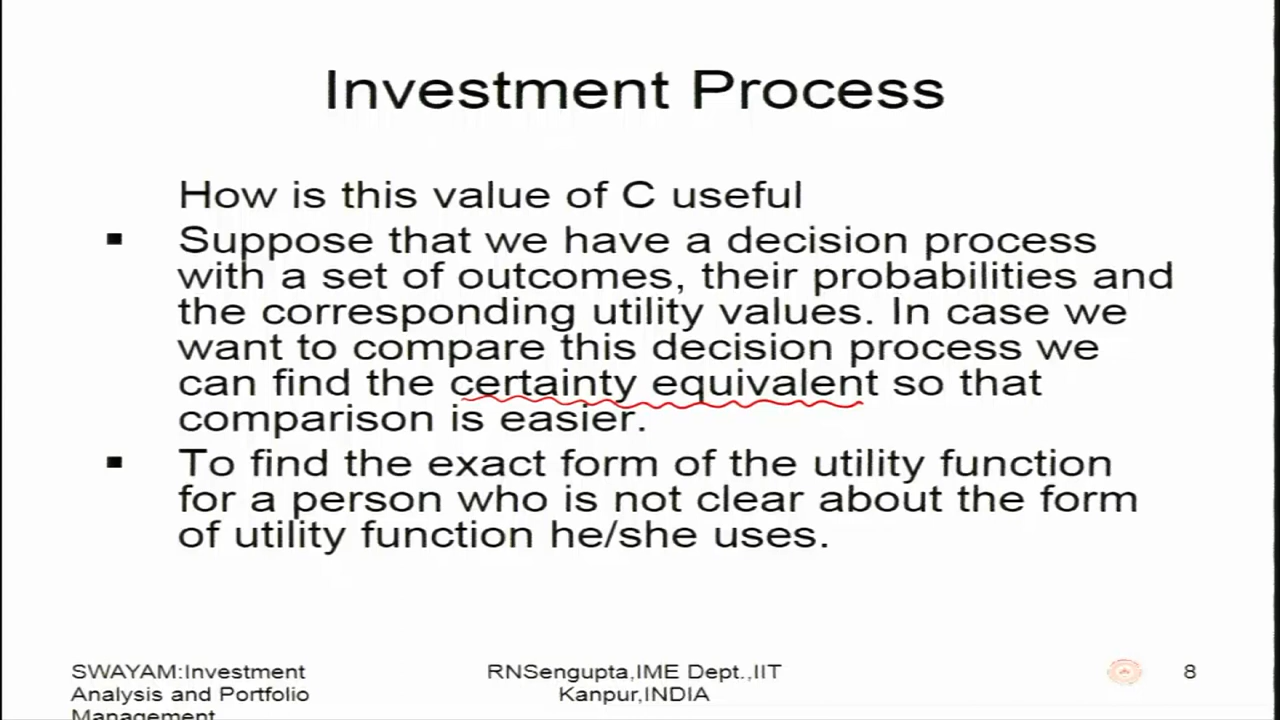 Investment Process
How is this value of C useful
▪ Suppose that we have a decision process
with a set of outcomes, their probabilities and
the corresponding utility values. In case we
want to compare this decision process we
can find the certainty equivalent so that
comparison is easier.
▪ To find the exact form of the utility function
for a person who is not clear about the form
of utility function he/she uses.
SWAYAM:Investment
Analysis and Portfolio
Management
RNSengupta,IME Dept.,IIT
Kanpur,INDIA
8